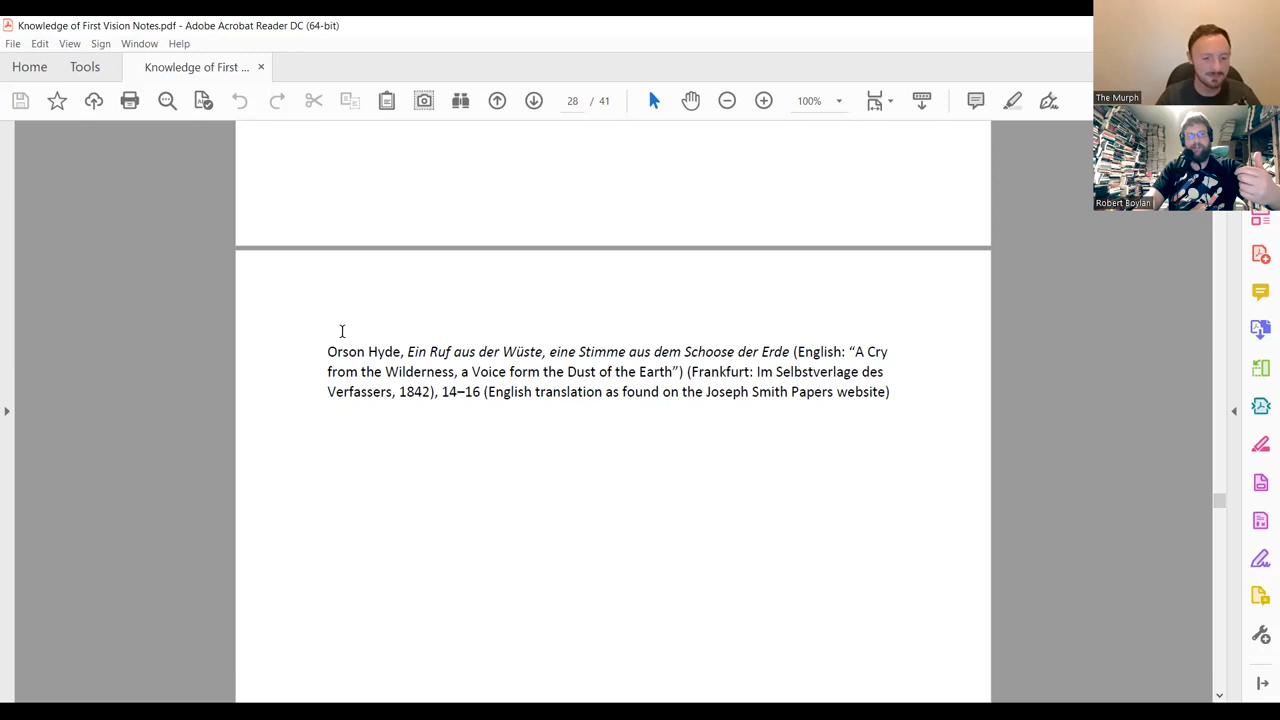 Knowledge of First Vision Notes.pdf - Adobe Acrobat Reader DC (64-bit)
File Edit View Sign Window Help
Home Tools Knowledge of First ... ×
28 / 41 100%
The Murph
Robert Boylan
Orson Hyde, Ein Ruf aus der Wüste, eine Stimme aus dem Schoose der Erde (English: “A Cry
from the Wilderness, a Voice form the Dust of the Earth”) (Frankfurt: Im Selbstverlage des
Verfassers, 1842), 14–16 (English translation as found on the Joseph Smith Papers website)